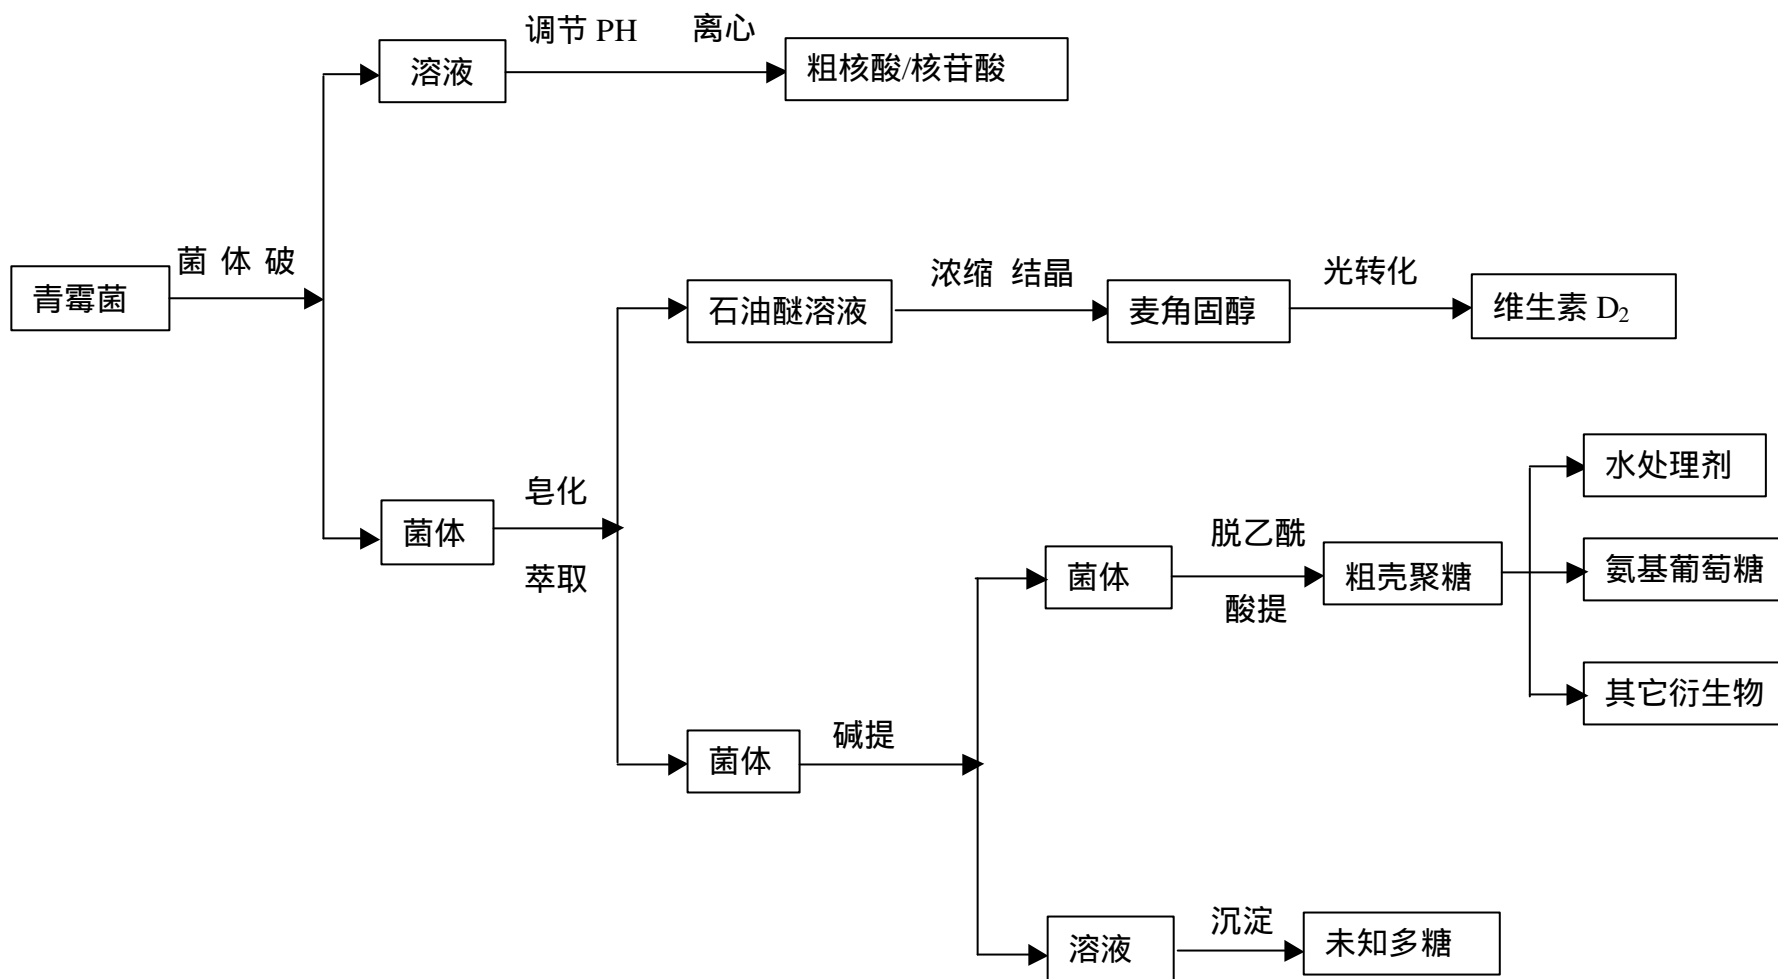 调节 PH 离心
溶液
粗核酸/核苷酸
菌 体 破
青霉菌
浓缩 结晶
光转化
石油醚溶液
麦角固醇
维生素 D₂
皂化
菌体
萃取
水处理剂
脱乙酰
菌体
粗壳聚糖
氨基葡萄糖
酸提
其它衍生物
碱提
菌体
沉淀
溶液
未知多糖